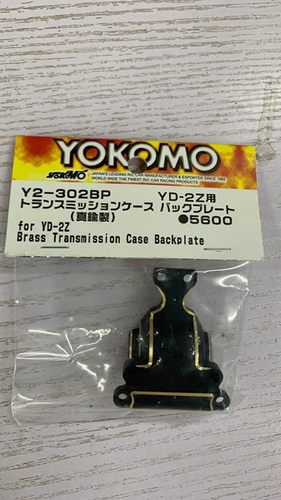 YOKOMO
YOKOMO JAPAN'S LEADING R/C CAR MANUFACTURER & EXPORTER SINCE
WORLD WIDE THE FINEST R/C CAR RACING PRODUCTS
Y2-302BP YD-2Z用
トランスミッションケース バックプレート
(真鍮製) ●5600
for YD-2Z
Brass Transmission Case Backplate